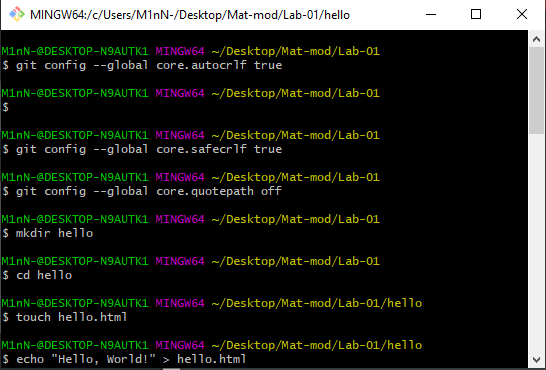 MINGW64:/c/Users/M1nN-/Desktop/Mat-mod/Lab-01/hello
M1nN-@DESKTOP-N9AUTK1 MINGW64 ~/Desktop/Mat-mod/Lab-01
$ git config --global core.autocrlf true
M1nN-@DESKTOP-N9AUTK1 MINGW64 ~/Desktop/Mat-mod/Lab-01
$
M1nN-@DESKTOP-N9AUTK1 MINGW64 ~/Desktop/Mat-mod/Lab-01
$ git config --global core.safecrlf true
M1nN-@DESKTOP-N9AUTK1 MINGW64 ~/Desktop/Mat-mod/Lab-01
$ git config --global core.quotepath off
M1nN-@DESKTOP-N9AUTK1 MINGW64 ~/Desktop/Mat-mod/Lab-01
$ mkdir hello
M1nN-@DESKTOP-N9AUTK1 MINGW64 ~/Desktop/Mat-mod/Lab-01
$ cd hello
M1nN-@DESKTOP-N9AUTK1 MINGW64 ~/Desktop/Mat-mod/Lab-01/hello
$ touch hello.html
M1nN-@DESKTOP-N9AUTK1 MINGW64 ~/Desktop/Mat-mod/Lab-01/hello
$ echo "Hello, World!" > hello.html